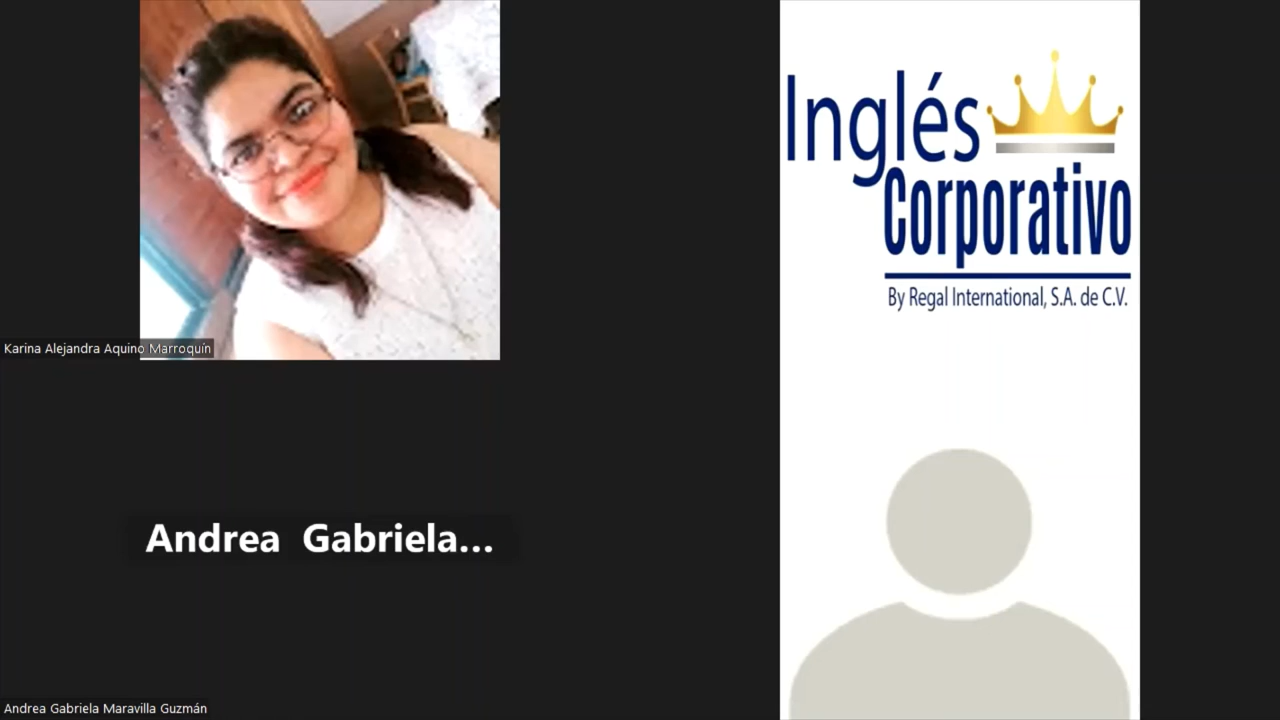 Inglés
Corporativo
By Regal International, S.A. de C.V.
Karina Alejandra Aquino Marroquín
Andrea Gabriela...
Andrea Gabriela Maravilla Guzmán